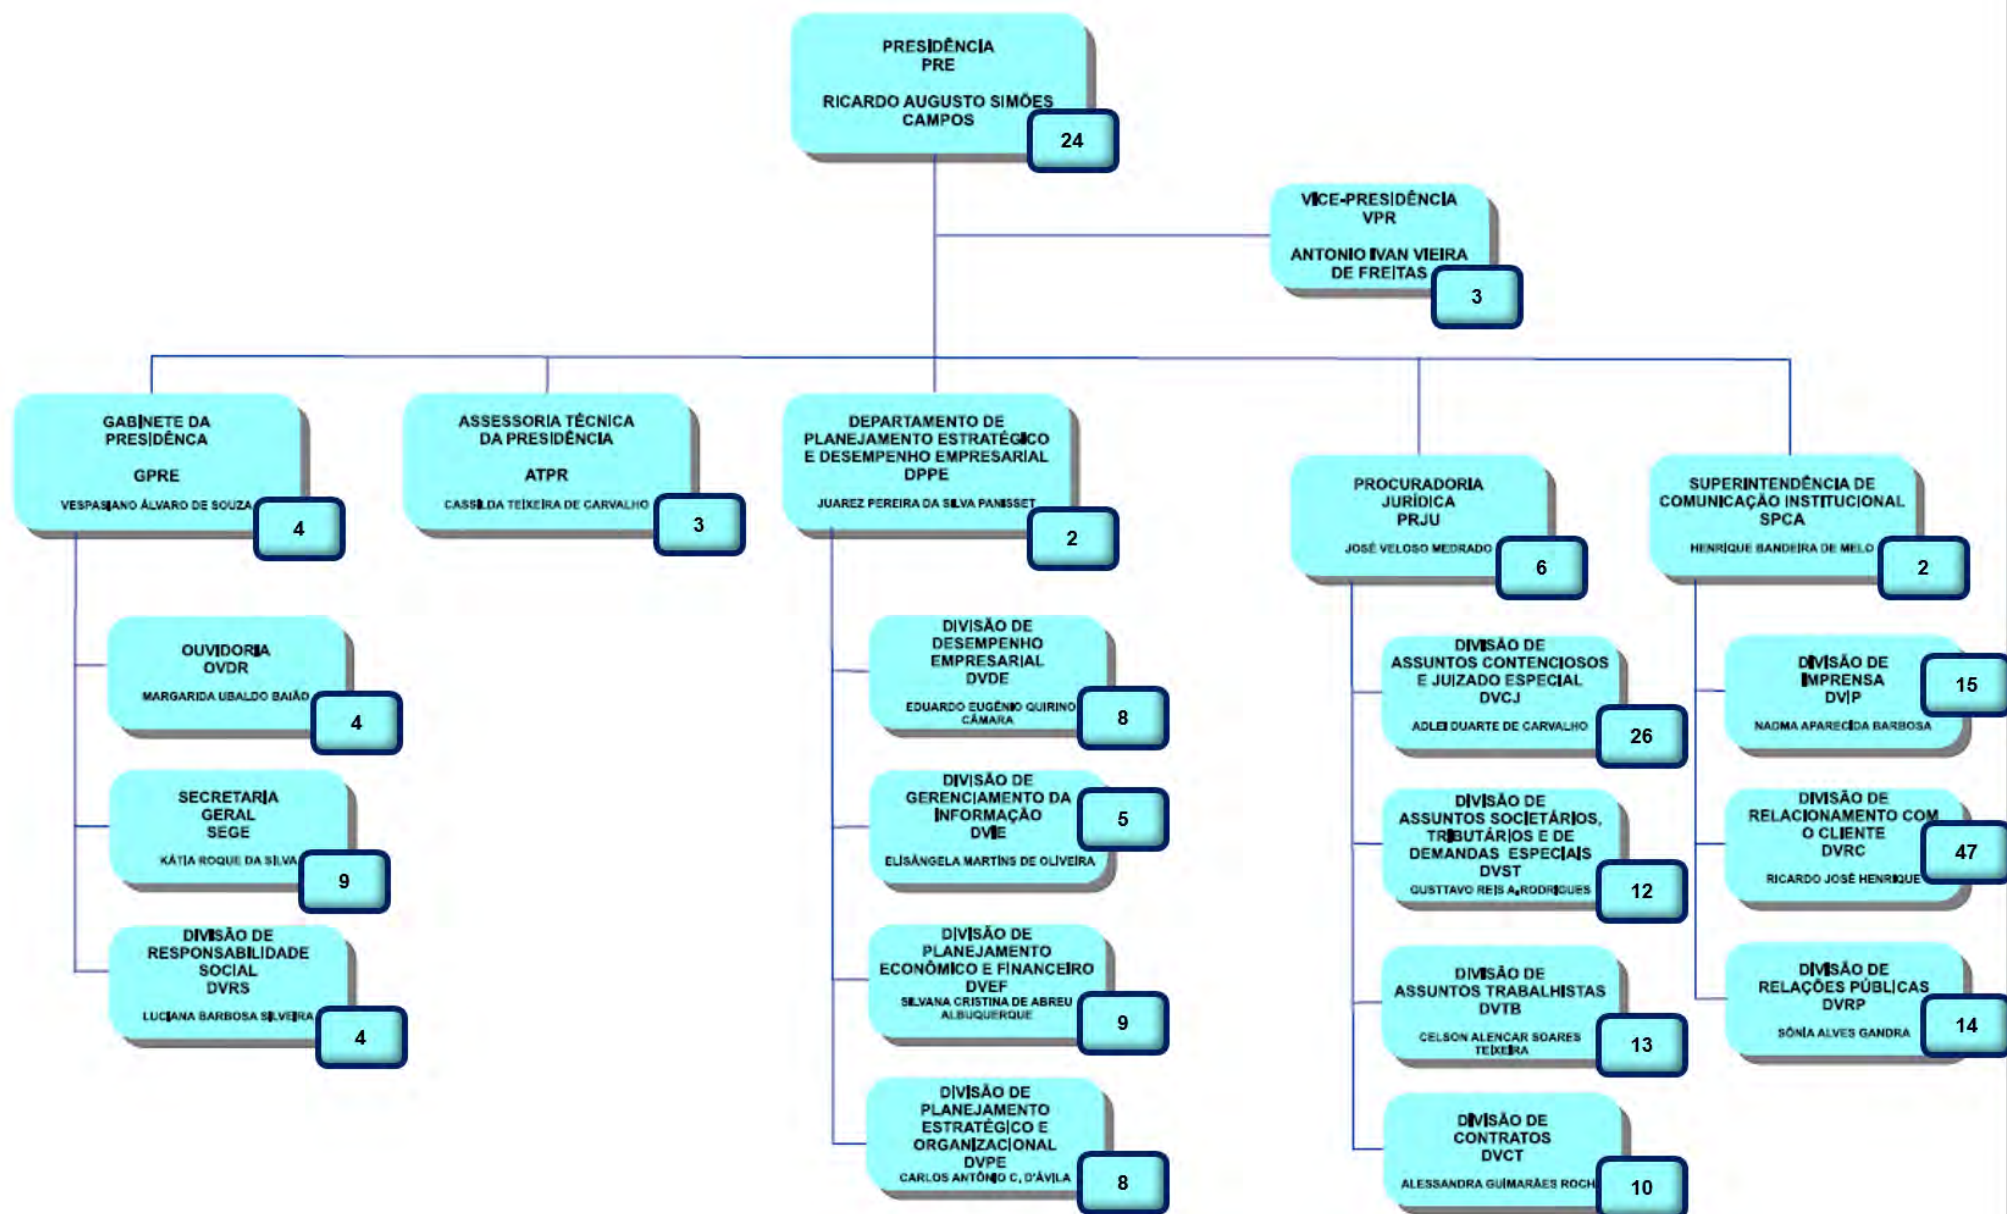 PRESIDÊNCIA
PRE
RICARDO AUGUSTO SIMÕES
CAMPOS
24
VICE-PRESIDÊNCIA
VPR
ANTONIO IVAN VIEIRA
DE FREITAS
3
GABINETE DA
PRESIDÊNCA
GPRE
VESPASIANO ÁLVARO DE SOUZA
4
ASSESSORIA TÉCNICA
DA PRESIDÊNCIA
ATPR
CASSILDA TEIXEIRA DE CARVALHO
3
DEPARTAMENTO DE
PLANEJAMENTO ESTRATÉGICO
E DESEMPENHO EMPRESARIAL
DPPE
JUAREZ PEREIRA DA SILVA PANISSET
2
PROCURADORIA
JURÍDICA
PRJU
JOSÉ VELOSO MEDRADO
6
SUPERINTENDÊNCIA DE
COMUNICAÇÃO INSTITUCIONAL
SPCA
HENRIQUE BANDEIRA DE MELO
2
OUVIDORIA
OVDR
MARGARIDA UBALDO BAIÃO
4
SECRETARIA
GERAL
SEGE
KÁTIA ROQUE DA SILVA
9
DIVISÃO DE
RESPONSABILIDADE
SOCIAL
DVRS
LUCIANA BARBOSA SILVEIRA
4
DIVISÃO DE
DESEMPENHO
EMPRESARIAL
DVDE
EDUARDO EUGÊNIO QUIRINO
CÂMARA
8
DIVISÃO DE
GERENCIAMENTO DA
INFORMAÇÃO
DVIE
ELISÂNGELA MARTINS DE OLIVEIRA
5
DIVISÃO DE
PLANEJAMENTO
ECONÔMICO E FINANCEIRO
DVEF
SILVANA CRISTINA DE ABREU
ALBUQUERQUE
9
DIVISÃO DE
PLANEJAMENTO
ESTRATÉGICO E
ORGANIZACIONAL
DVPE
CARLOS ANTÔNIO C. D'ÁVILA
8
DIVISÃO DE
ASSUNTOS CONTENCIOSOS
E JUIZADO ESPECIAL
DVCJ
ADLEI DUARTE DE CARVALHO
26
DIVISÃO DE
ASSUNTOS SOCIETÁRIOS,
TRIBUTÁRIOS E DE
DEMANDAS ESPECIAIS
DVST
GUSTTAVO REIS A.RODRIGUES
12
DIVISÃO DE
ASSUNTOS TRABALHISTAS
DVTB
CELSON ALENCAR SOARES
TEIXEIRA
13
DIVISÃO DE
CONTRATOS
DVCT
ALESSANDRA GUIMARÃES ROCH
10
DIVISÃO DE
IMPRENSA
DVIP
NADMA APARECIDA BARBOSA
15
DIVISÃO DE
RELACIONAMENTO COM
O CLIENTE
DVRC
RICARDO JOSÉ HENRIQUE
47
DIVISÃO DE
RELAÇÕES PÚBLICAS
DVRP
SÔNIA ALVES GANDRA
14